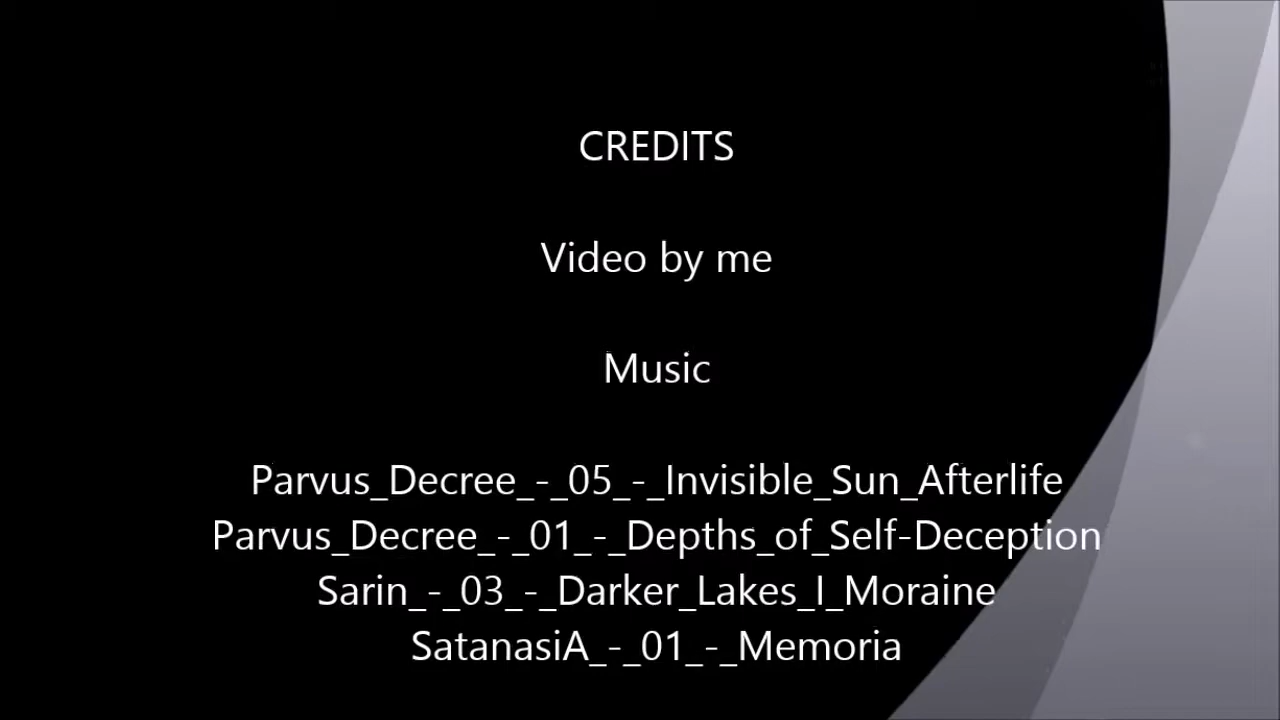 CREDITS
Video by me
Music
Parvus_Decree_-_05_-_Invisible_Sun_Afterlife
Parvus_Decree_-_01_-_Depths_of_Self-Deception
Sarin_-_03_-_Darker_Lakes_I_Moraine
SatanasiA_-_01_-_Memoria